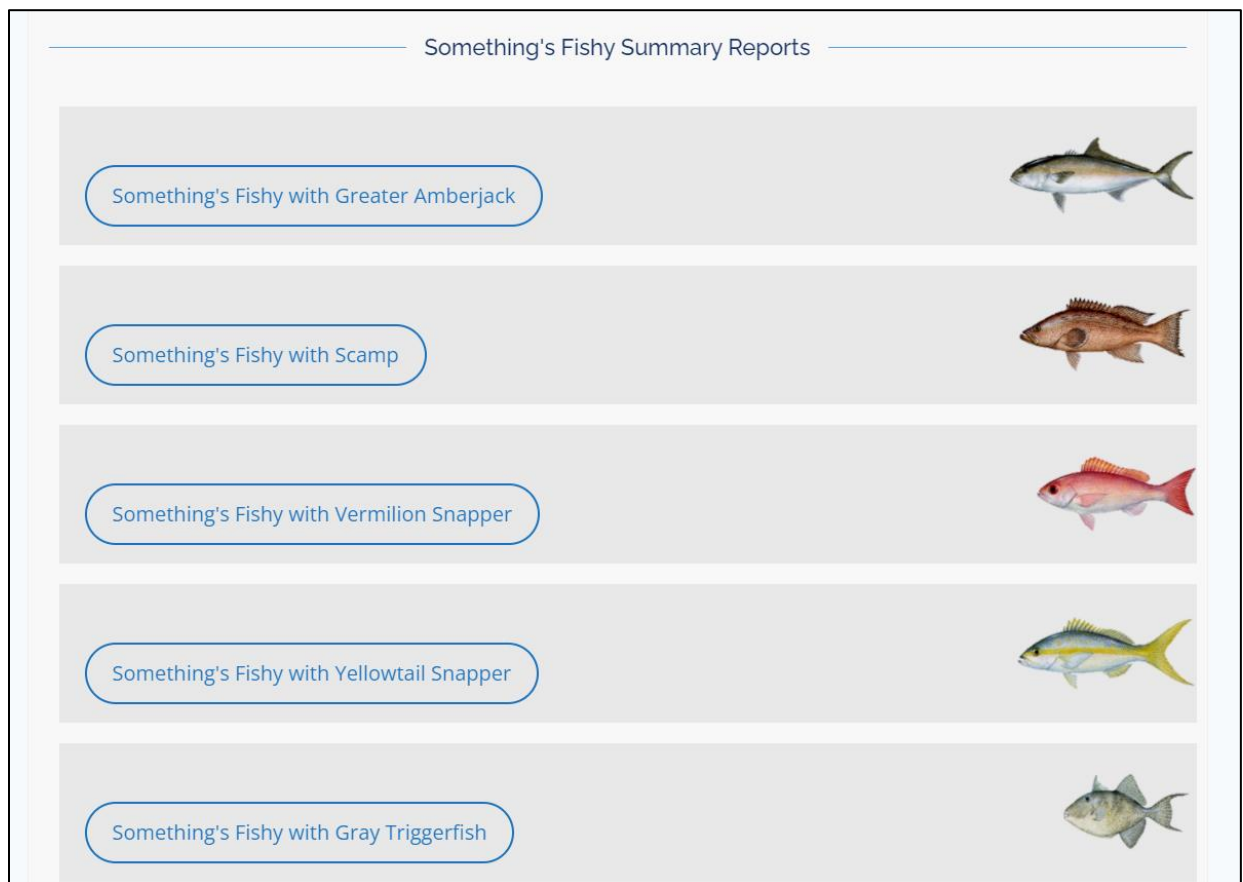 Something's Fishy Summary Reports
Something's Fishy with Greater Amberjack
Something's Fishy with Scamp
Something's Fishy with Vermilion Snapper
Something's Fishy with Yellowtail Snapper
Something's Fishy with Gray Triggerfish